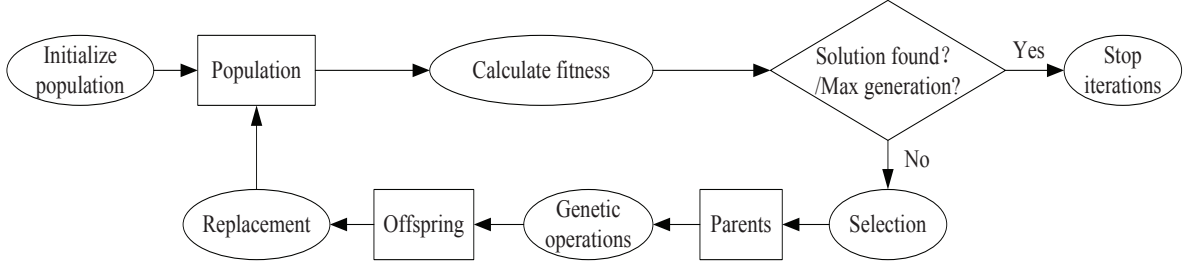 Initialize
population
Population
Calculate fitness
Solution found?
/Max generation?
Yes
Stop
iterations
No
Replacement
Offspring
Genetic
operations
Parents
Selection